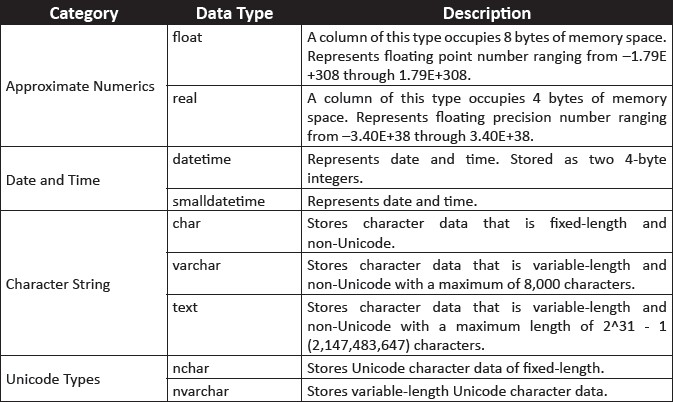 Category Data Type Description
Approximate Numerics
float
A column of this type occupies 8 bytes of memory space.
Represents floating point number ranging from –1.79E
+308 through 1.79E+308.
real
A column of this type occupies 4 bytes of memory
space. Represents floating precision number ranging
from –3.40E+38 through 3.40E+38.
Date and Time
datetime
Represents date and time. Stored as two 4-byte
integers.
smalldatetime
Represents date and time.
Character String
char
Stores character data that is fixed-length and
non-Unicode.
varchar
Stores character data that is variable-length and
non-Unicode with a maximum of 8,000 characters.
text
Stores character data that is variable-length and
non-Unicode with a maximum length of 2^31 - 1
(2,147,483,647) characters.
Unicode Types
nchar
Stores Unicode character data of fixed-length.
nvarchar
Stores variable-length Unicode character data.